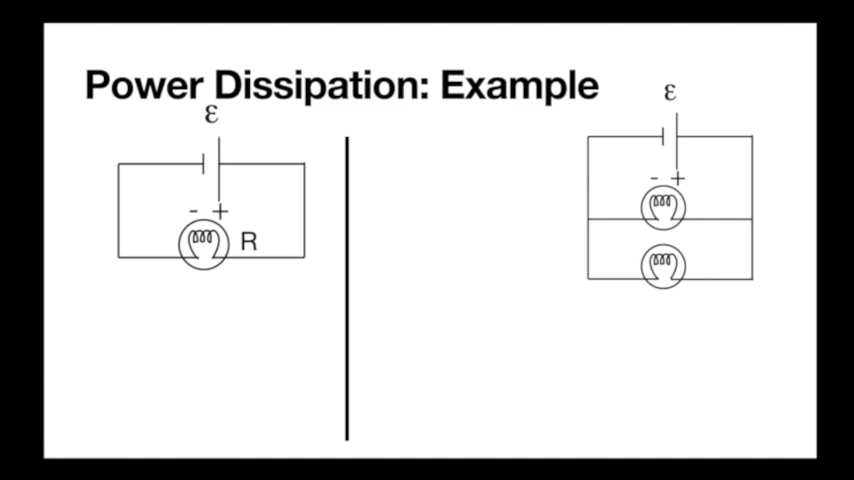 Power Dissipation: Example
ε
- +
R
ε
- +